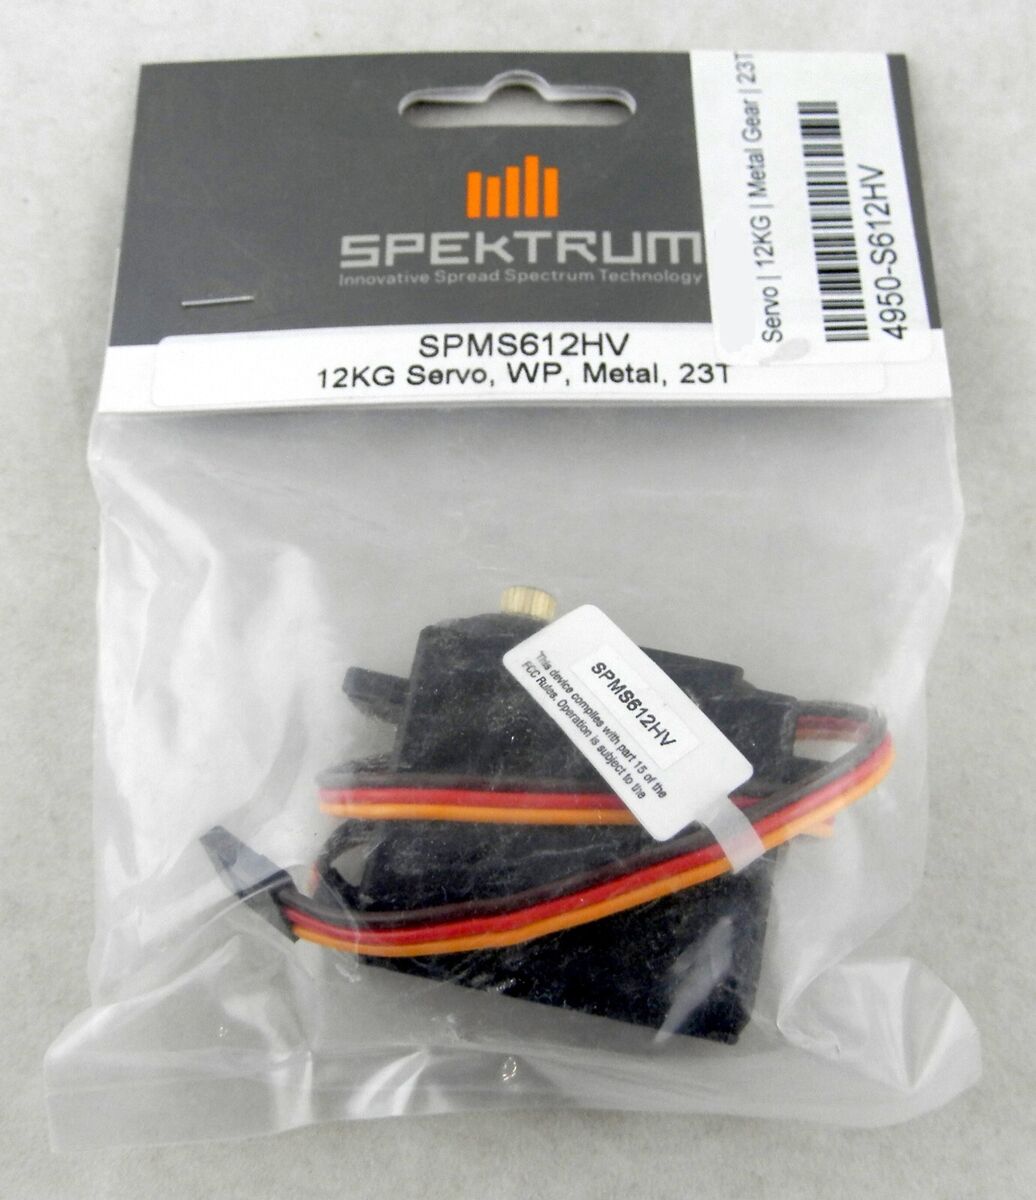 SPEKTRUM
Innovative Spread Spectrum Technology
SPMS612HV
12KG Servo, WP, Metal, 23T
Servo | 12KG | Metal Gear | 23T
4950-S612HV
SPMS612HV
This device complies with part 15 of the
FCC Rules. Operation is subject to the